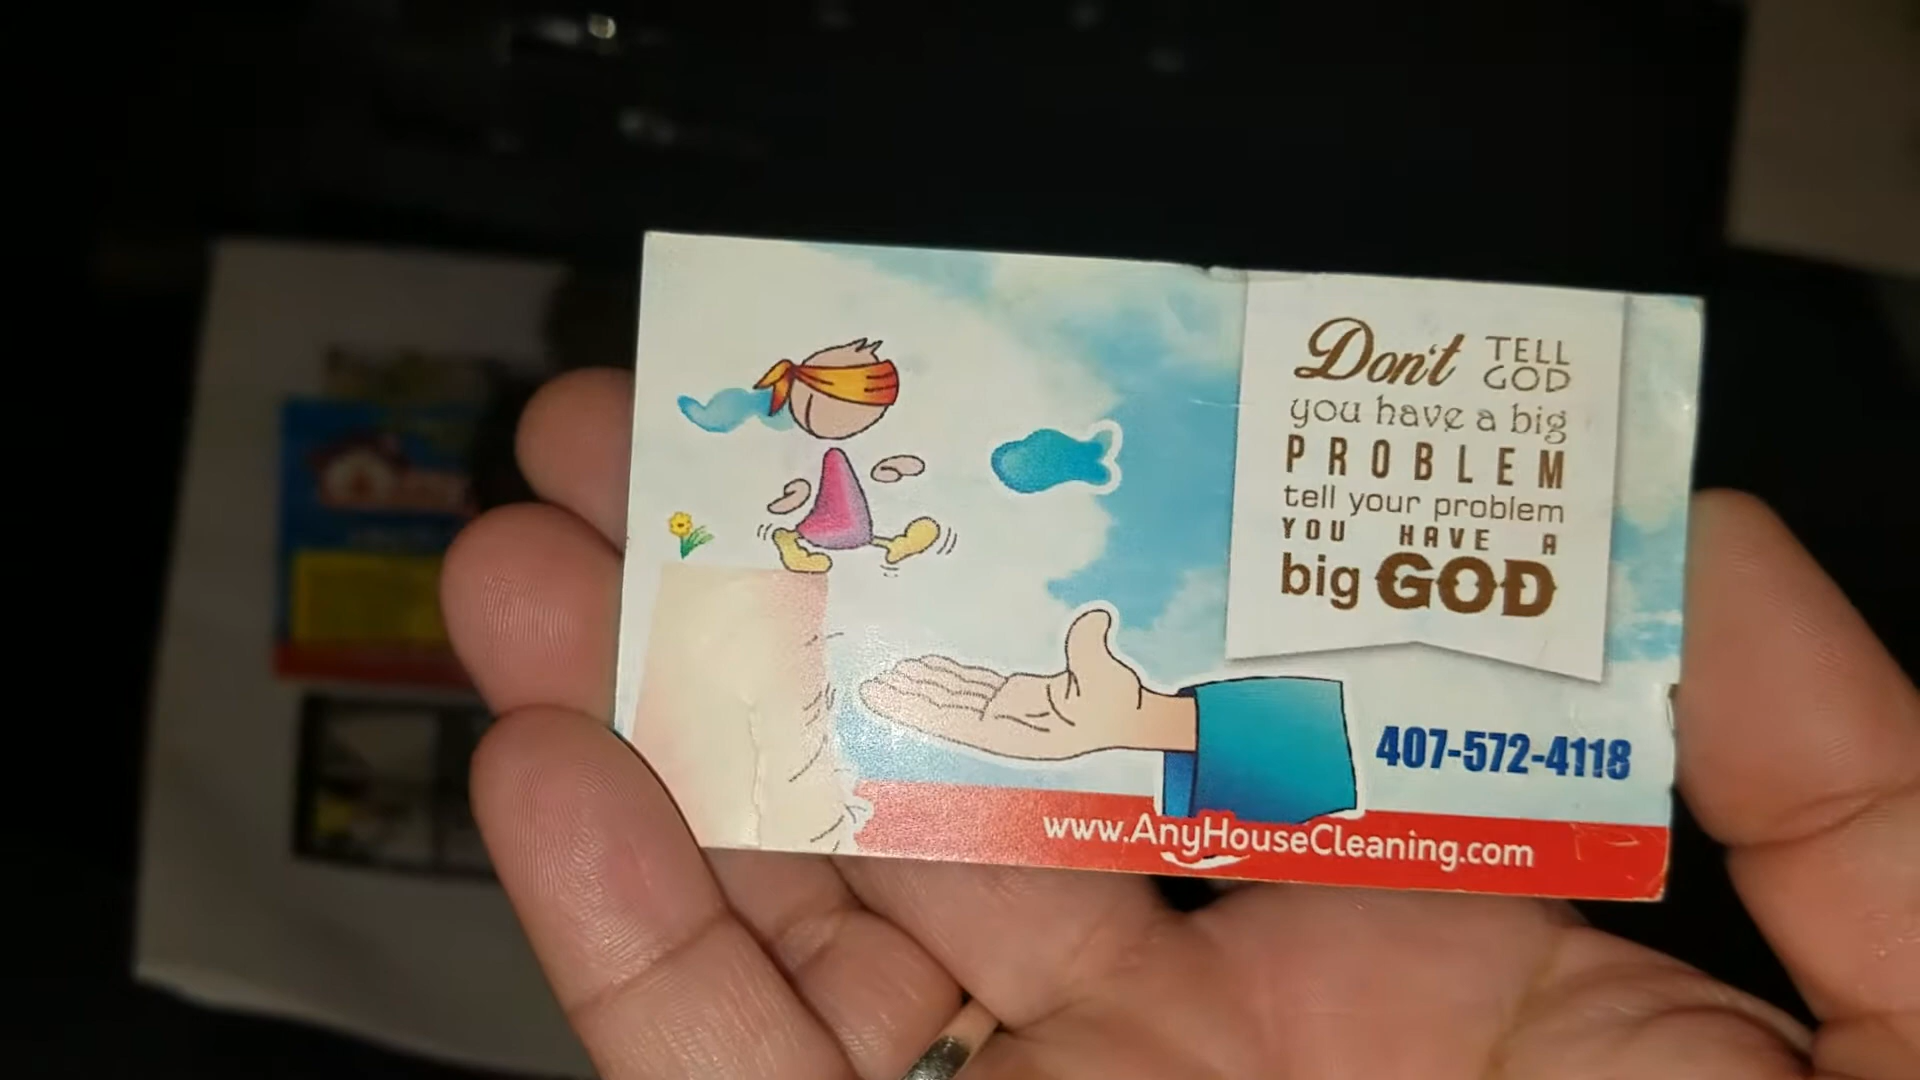 Don't TELL
GOD
you have a big
PROBLEM
tell your problem
YOU HAVE A
big GOD
407-572-4118
www.AnyHouseCleaning.com